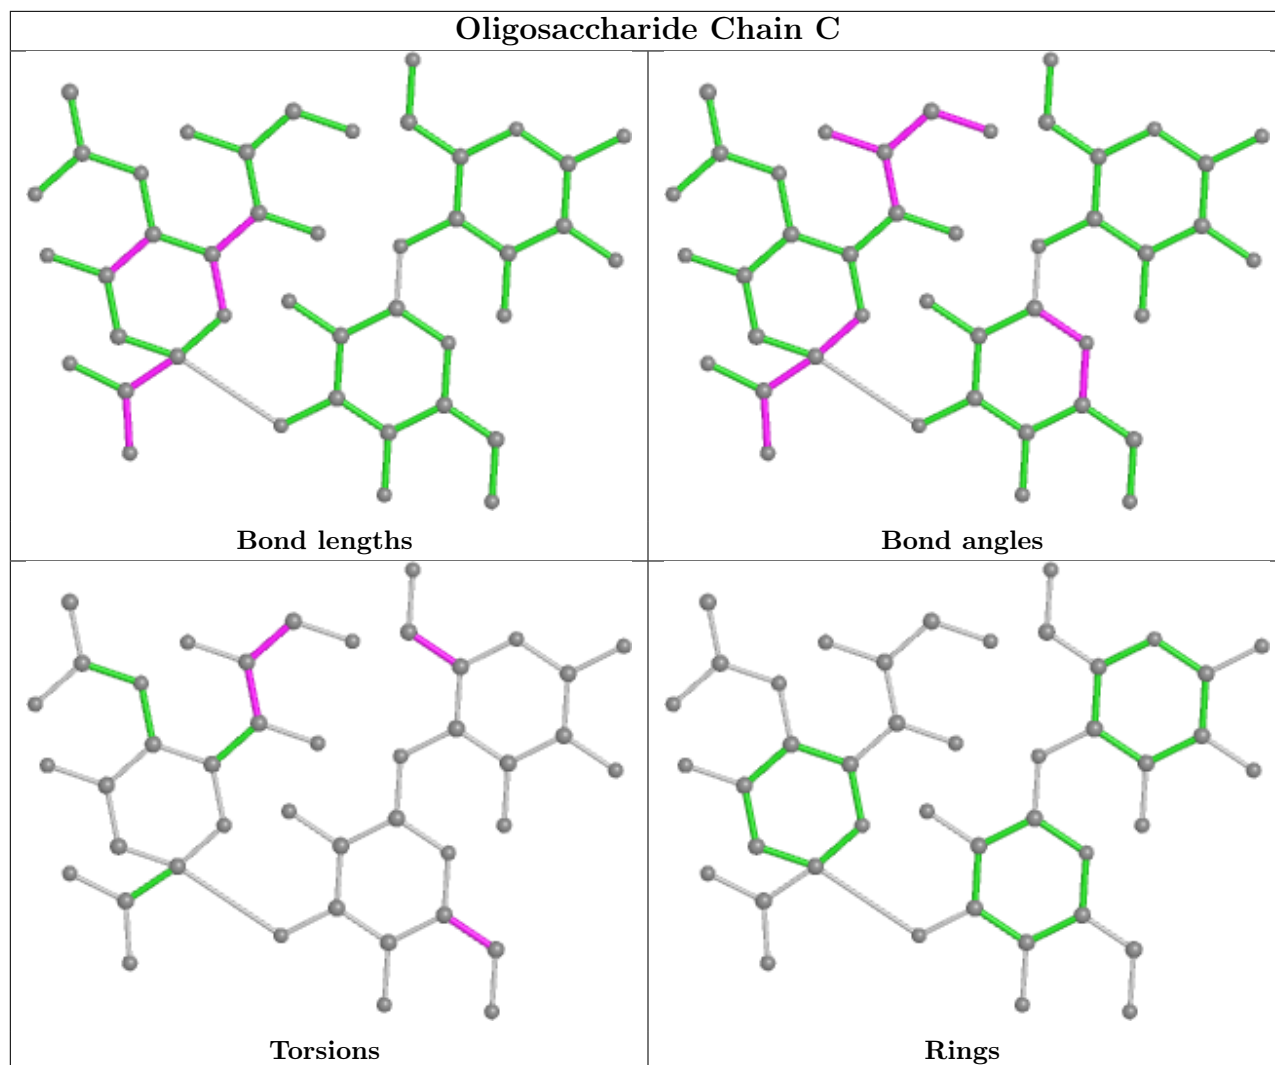 Oligosaccharide Chain C
Bond lengths
Bond angles
Torsions
Rings